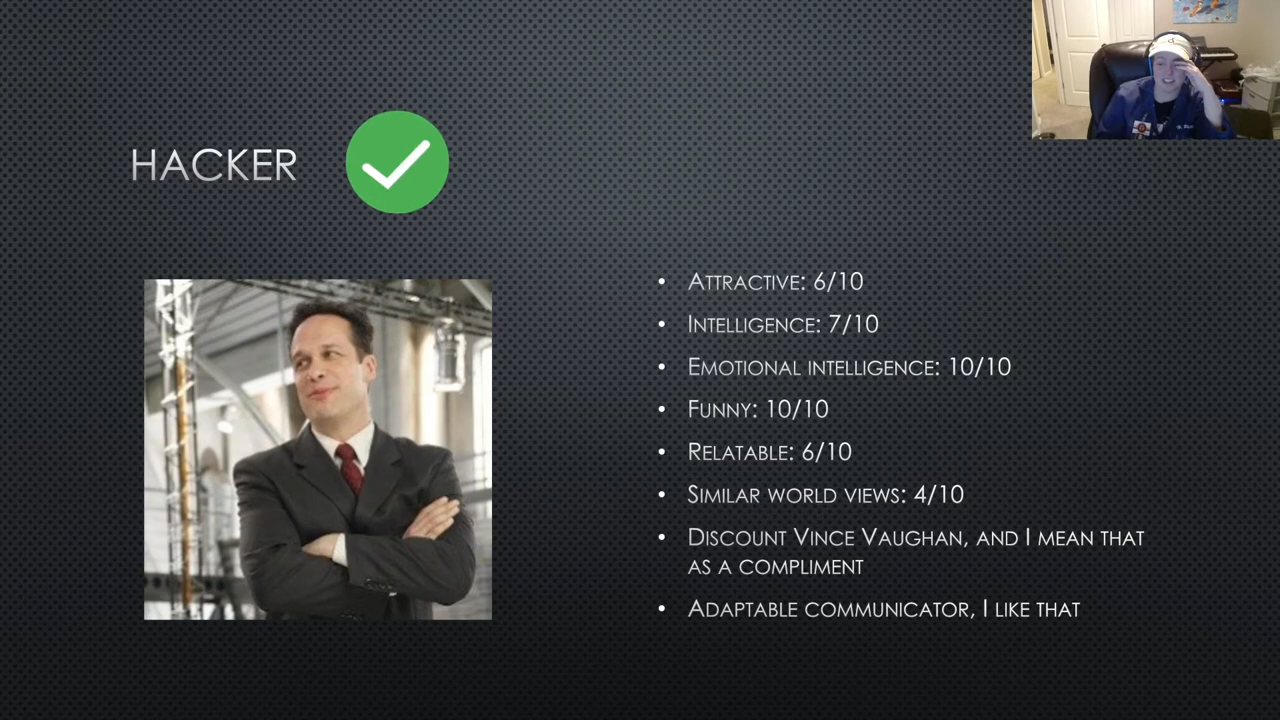 HACKER
ATTRACTIVE: 6/10
INTELLIGENCE: 7/10
EMOTIONAL INTELLIGENCE: 10/10
FUNNY: 10/10
RELATABLE: 6/10
SIMILAR WORLD VIEWS: 4/10
DISCOUNT VINCE VAUGHAN, AND I MEAN THAT
AS A COMPLIMENT
ADAPTABLE COMMUNICATOR, I LIKE THAT